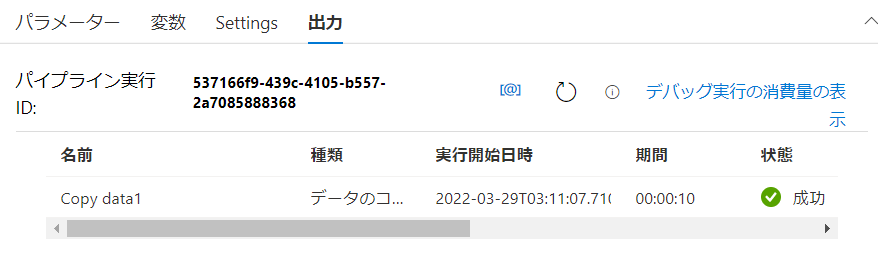 パラメーター 変数 Settings 出力
パイプライン実行 ID: 537166f9-439c-4105-b557-2a7085888368 [@] デバッグ実行の消費量の表示
名前 種類 実行開始日時 期間 状態
Copy data1 データのコ... 2022-03-29T03:11:07.710 00:00:10 成功